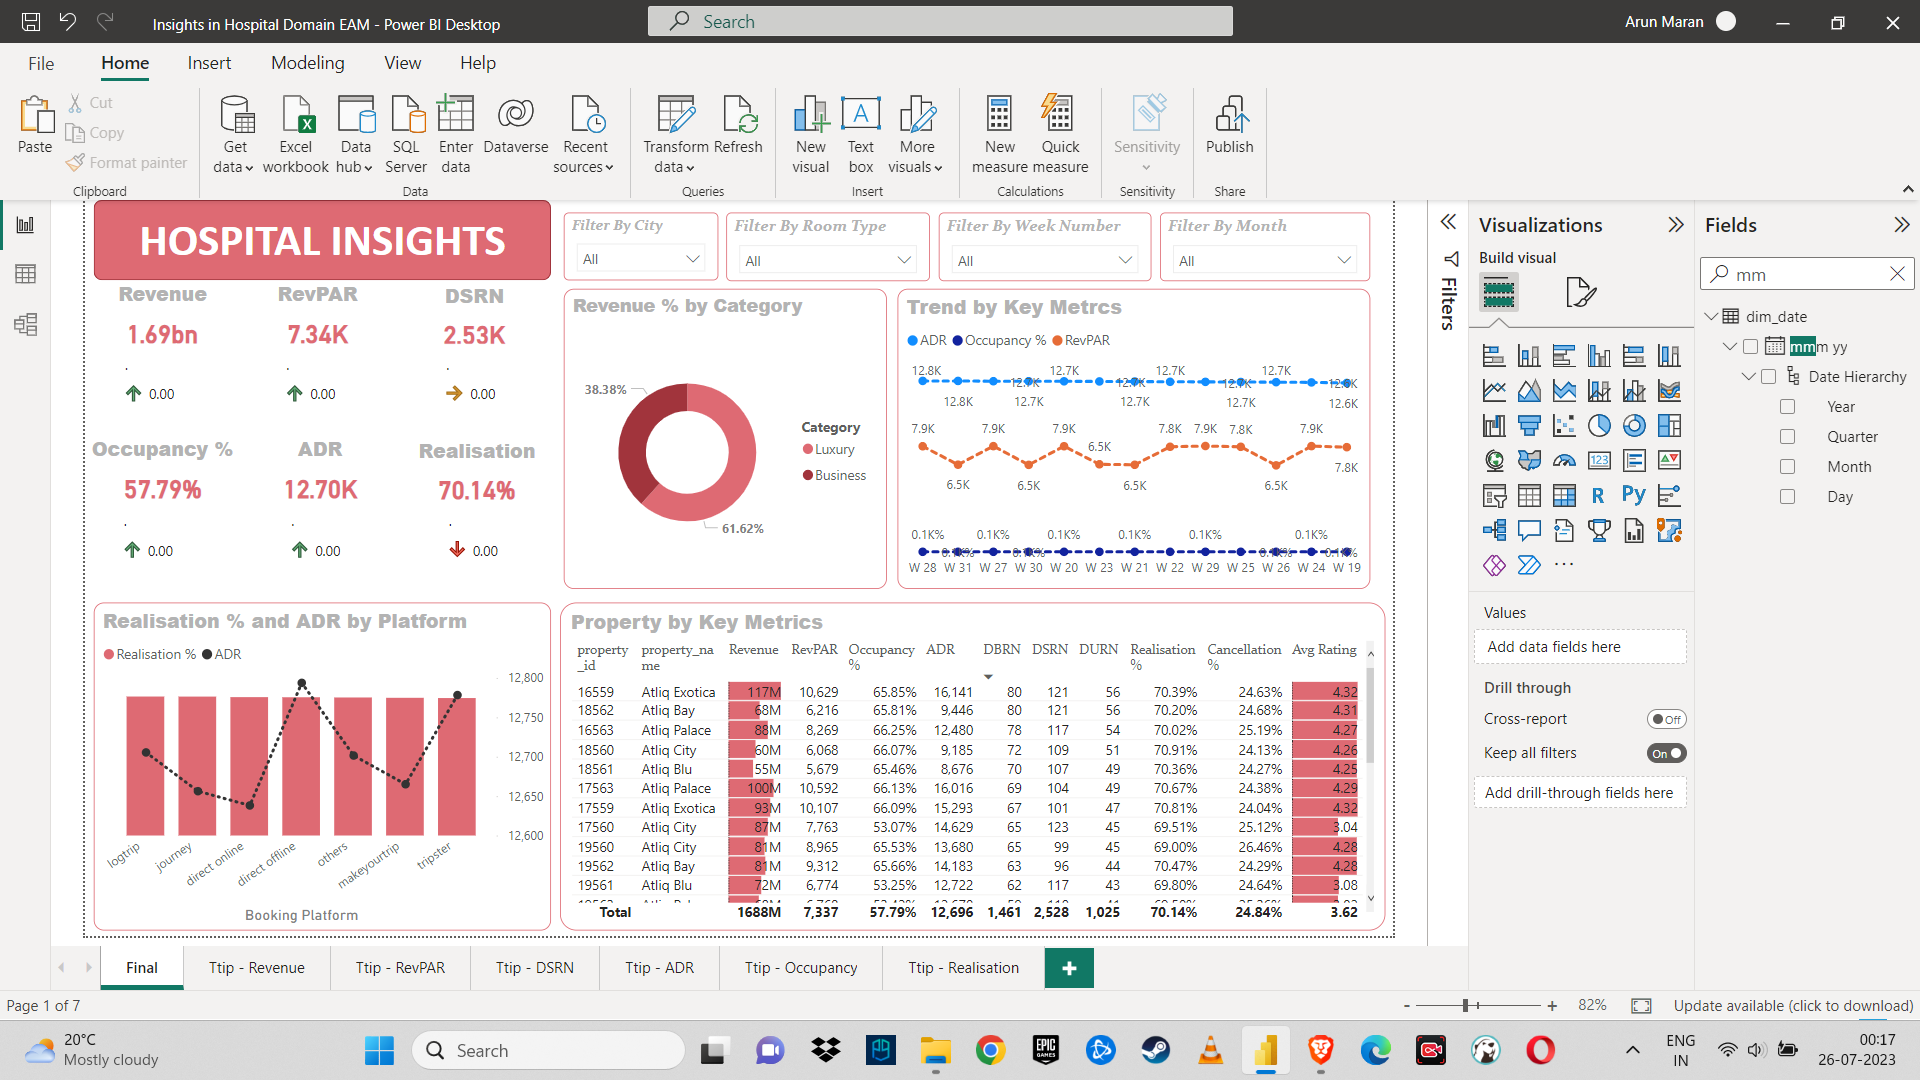 Insights in Hospital Domain EAM - Power BI Desktop
Search
Arun Maran
File
Home
Insert
Modeling
View
Help
Paste
Cut
Copy
Format painter
Clipboard
Get data
Excel workbook
Data hub
SQL Server
Enter data
Dataverse
Recent sources
Data
Transform data
Refresh
Queries
New visual
Text box
More visuals
Insert
New measure
Quick measure
Calculations
Sensitivity
Sensitivity
Publish
Share
HOSPITAL INSIGHTS
Filter By City
All
Filter By Room Type
All
Filter By Week Number
All
Filter By Month
All
Revenue
1.69bn
0.00
RevPAR
7.34K
0.00
DSRN
2.53K
0.00
Occupancy %
57.79%
0.00
ADR
12.70K
0.00
Realisation
70.14%
0.00
Revenue % by Category
38.38%
61.62%
Category
Luxury
Business
Trend by Key Metrcs
ADR Occupancy % RevPAR
12.8K 12.7K 12.7K 12.7K
12.8K 12.7K 12.7K 12.7K 12.6K
7.9K 7.9K 7.9K 6.5K 7.8K 7.9K 7.8K 7.9K
6.5K 6.5K 6.5K 6.5K 7.8K
0.1K% 0.1K% 0.1K% 0.1K% 0.1K% 0.1K%
W 28 W 31 W 27 W 30 W 20 W 23 W 21 W 22 W 29 W 25 W 26 W 24 W 19
Realisation % and ADR by Platform
Realisation % ADR
12,800
12,750
12,700
12,650
12,600
logtrip
journey
direct online
direct offline
others
makeyourtrip
tripster
Booking Platform
Property by Key Metrics
property_id property_name Revenue RevPAR Occupancy % ADR DBRN DSRN DURN Realisation % Cancellation % Avg Rating
16559 Atliq Exotica 117M 10,629 65.85% 16,141 80 121 56 70.39% 24.63% 4.32
18562 Atliq Bay 68M 6,216 65.81% 9,446 80 121 56 70.20% 24.68% 4.31
16563 Atliq Palace 88M 8,269 66.25% 12,480 78 117 54 70.02% 25.19% 4.27
18560 Atliq City 60M 6,068 66.07% 9,185 72 109 51 70.91% 24.13% 4.26
18561 Atliq Blu 55M 5,679 65.46% 8,676 70 107 49 70.36% 24.27% 4.25
17563 Atliq Palace 100M 10,592 66.13% 16,016 69 104 49 70.67% 24.38% 4.29
17559 Atliq Exotica 93M 10,107 66.09% 15,293 67 101 47 70.81% 24.04% 4.32
17560 Atliq City 87M 7,763 53.07% 14,629 65 123 45 69.51% 25.12% 3.04
19560 Atliq City 81M 8,965 65.53% 13,680 65 99 45 69.00% 26.46% 4.28
19562 Atliq Bay 81M 9,312 65.66% 14,183 63 96 44 70.47% 24.29% 4.28
19561 Atliq Blu 72M 6,774 53.25% 12,722 62 117 43 69.80% 24.64% 3.08
Total 1688M 7,337 57.79% 12,696 1,461 2,528 1,025 70.14% 24.84% 3.62
Filters
Visualizations
Build visual
123
R
Py
Values
Add data fields here
Drill through
Cross-report
Off
Keep all filters
On
Add drill-through fields here
Fields
mm
dim_date
mmm yy
Date Hierarchy
Year
Quarter
Month
Day
Final
Ttip - Revenue
Ttip - RevPAR
Ttip - DSRN
Ttip - ADR
Ttip - Occupancy
Ttip - Realisation
Page 1 of 7
82%
Update available (click to download)
20°C
Mostly cloudy
Search
EPIC GAMES
ENG
IN
00:17
26-07-2023